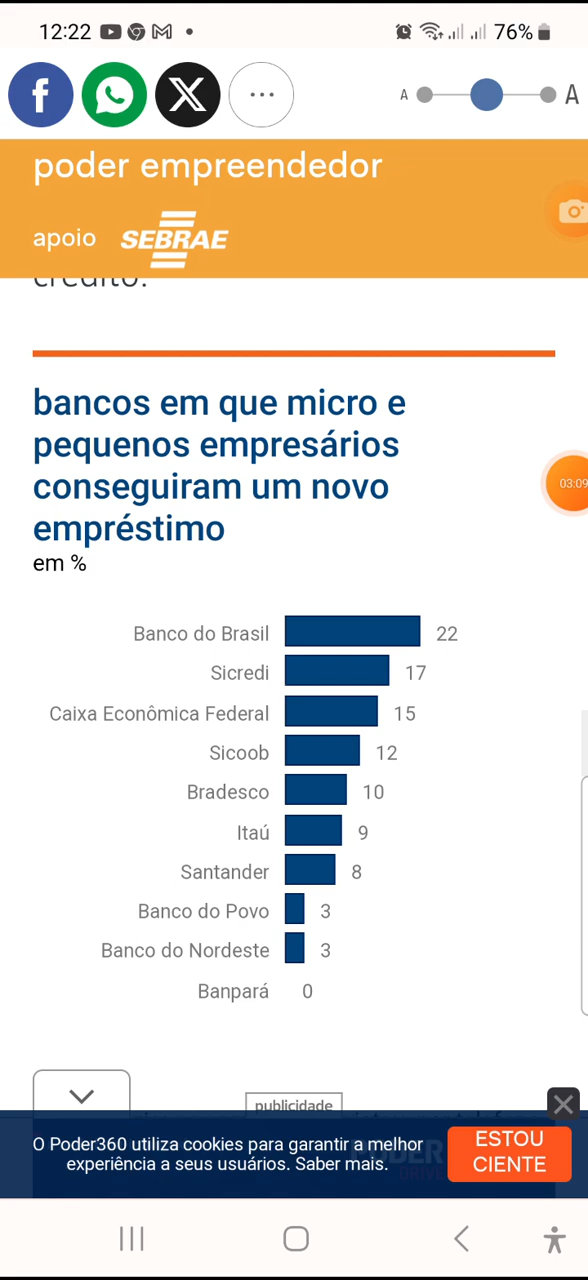 12:22
76%
A
A
poder empreendedor
apoio SEBRAE
crédito.
03:09
bancos em que micro e
pequenos empresários
conseguiram um novo
empréstimo
em %
Banco do Brasil 22
Sicredi 17
Caixa Econômica Federal 15
Sicoob 12
Bradesco 10
Itaú 9
Santander 8
Banco do Povo 3
Banco do Nordeste 3
Banpará 0
publicidade
O Poder360 utiliza cookies para garantir a melhor
experiência a seus usuários. Saber mais.
ESTOU
CIENTE